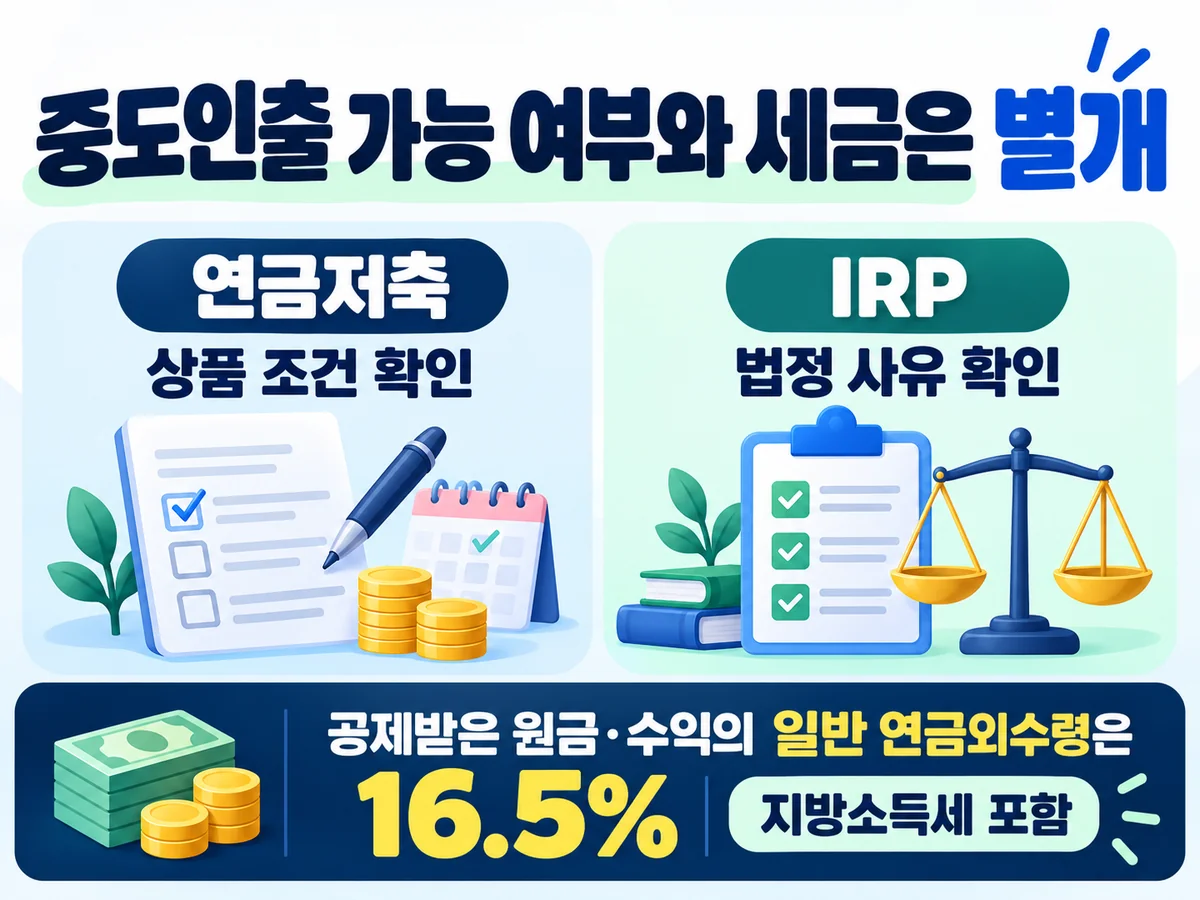 중도인출 가능 여부와 세금은 별개
연금저축
상품 조건 확인
IRP
법정 사유 확인
공제받은 원금·수익의 일반 연금외수령은
16.5%
지방소득세 포함